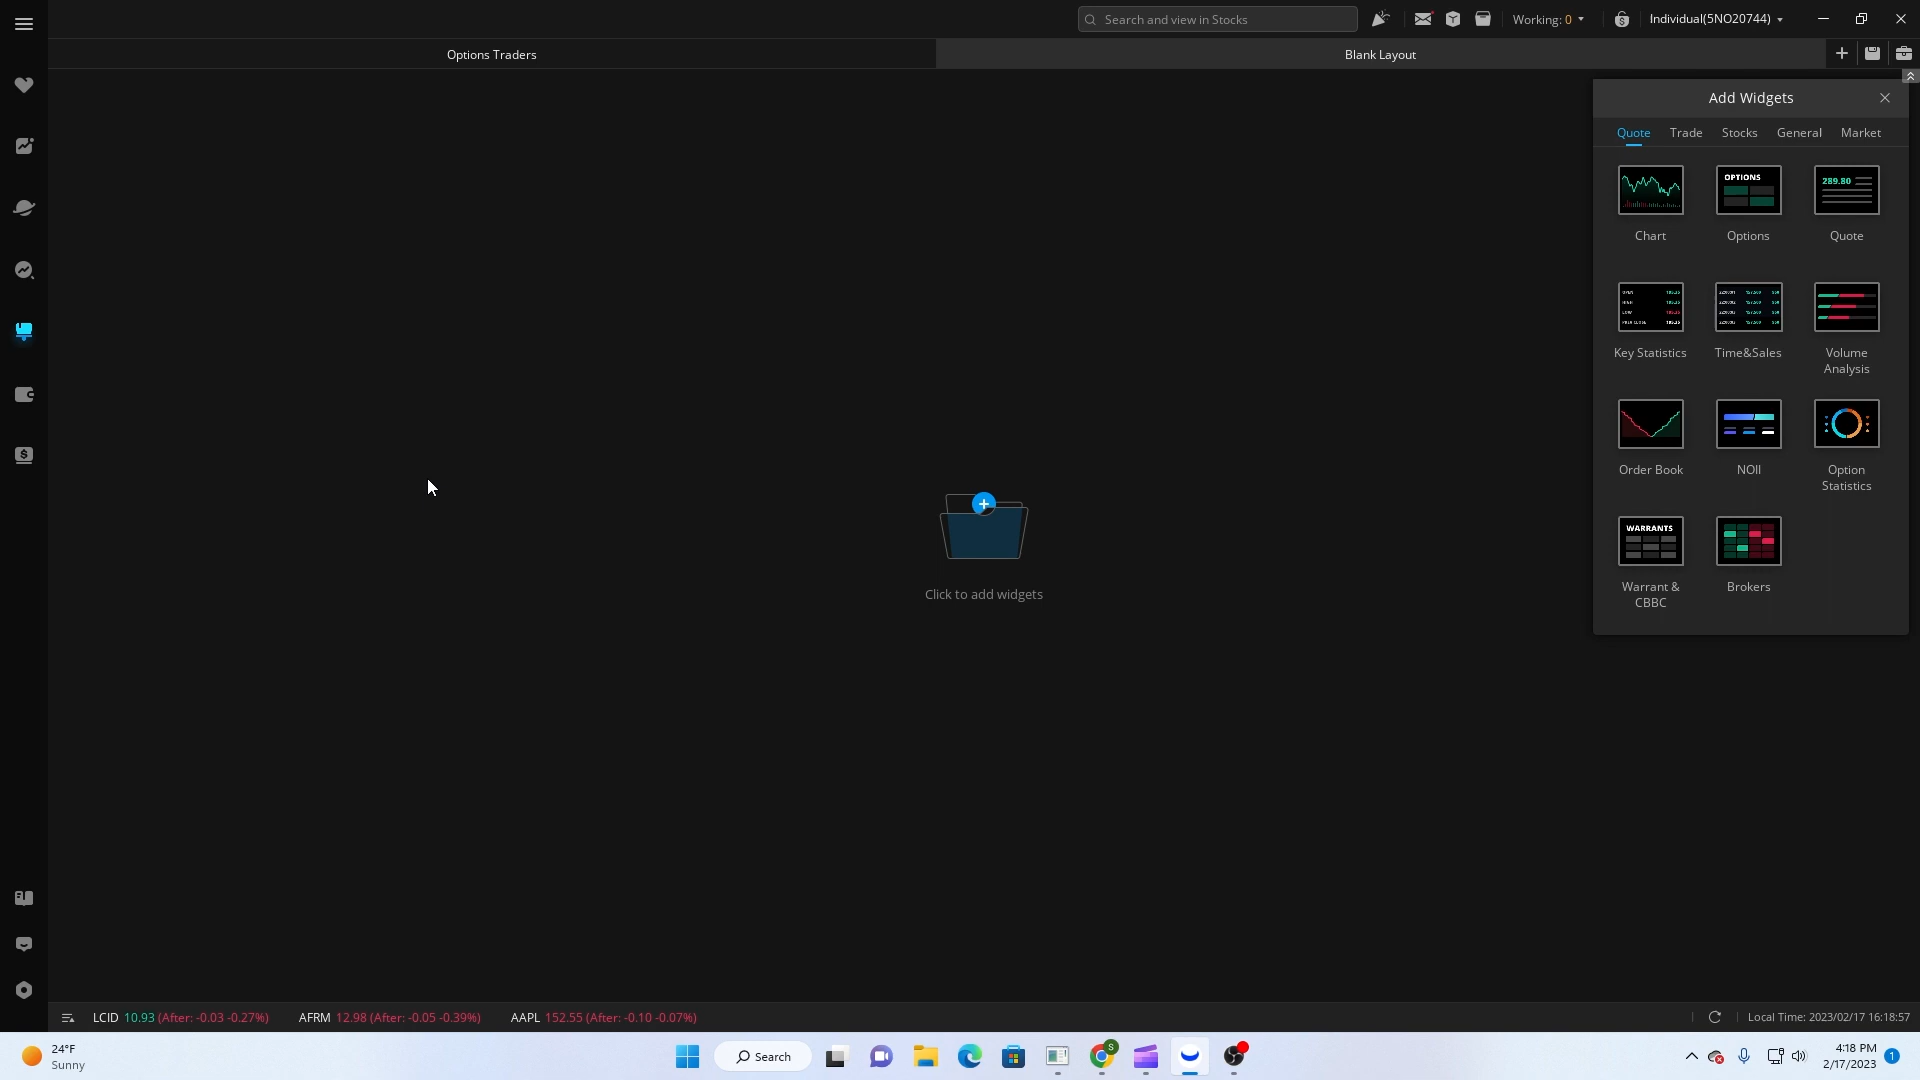 Search and view in Stocks
Working: 0
Individual(5NO20744)
Options Traders
Blank Layout
Add Widgets
Quote Trade Stocks General Market
OPTIONS
289.80
Chart Options Quote
OPEN
HIGH
LOW
Key Statistics Time&Sales Volume
Analysis
Order Book NOII Option
Statistics
WARRANTS
Warrant & Brokers
CBBC
Click to add widgets
LCID 10.93 (After: -0.03 -0.27%) AFRM 12.98 (After: -0.05 -0.39%) AAPL 152.55 (After: -0.10 -0.07%)
Local Time: 2023/02/17 16:18:57
24°F
Sunny
Search
S
4:18 PM
2/17/2023
1